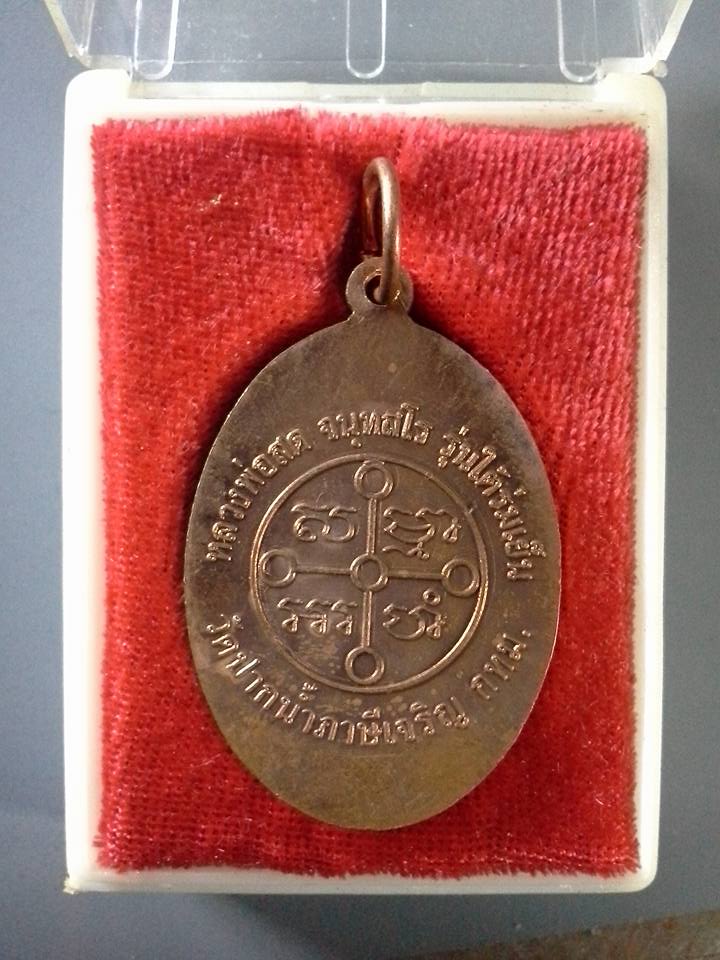 หลวงพ่อสด จนฺทสโร รุ่นใต้ร่มเย็น
วัดปากน้ำภาษีเจริญ กทม.